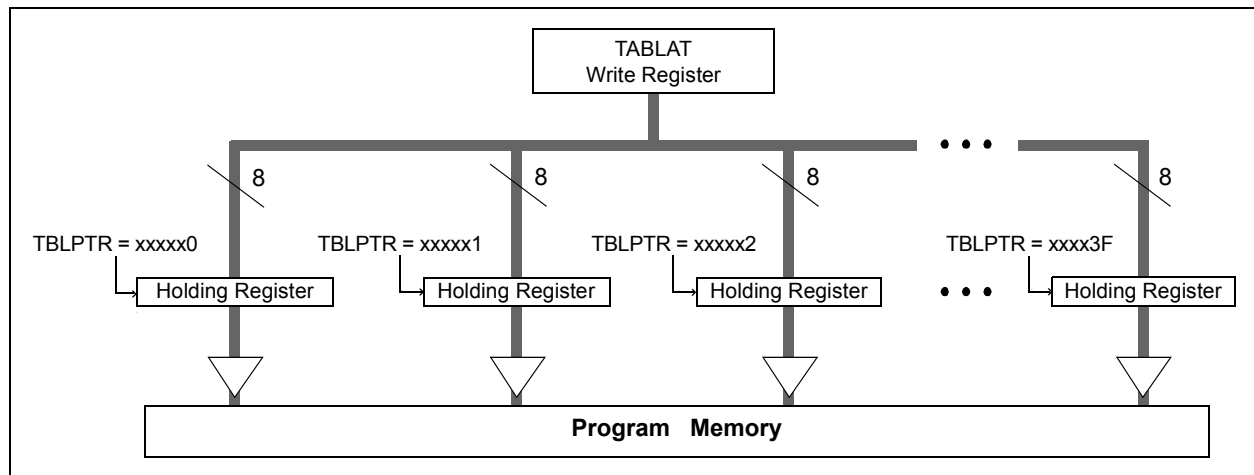 TABLAT
Write Register
• • •
8
8
8
8
TBLPTR = xxxxx0
TBLPTR = xxxxx1
TBLPTR = xxxxx2
TBLPTR = xxxx3F
Holding Register
Holding Register
Holding Register
• • •
Holding Register
Program Memory